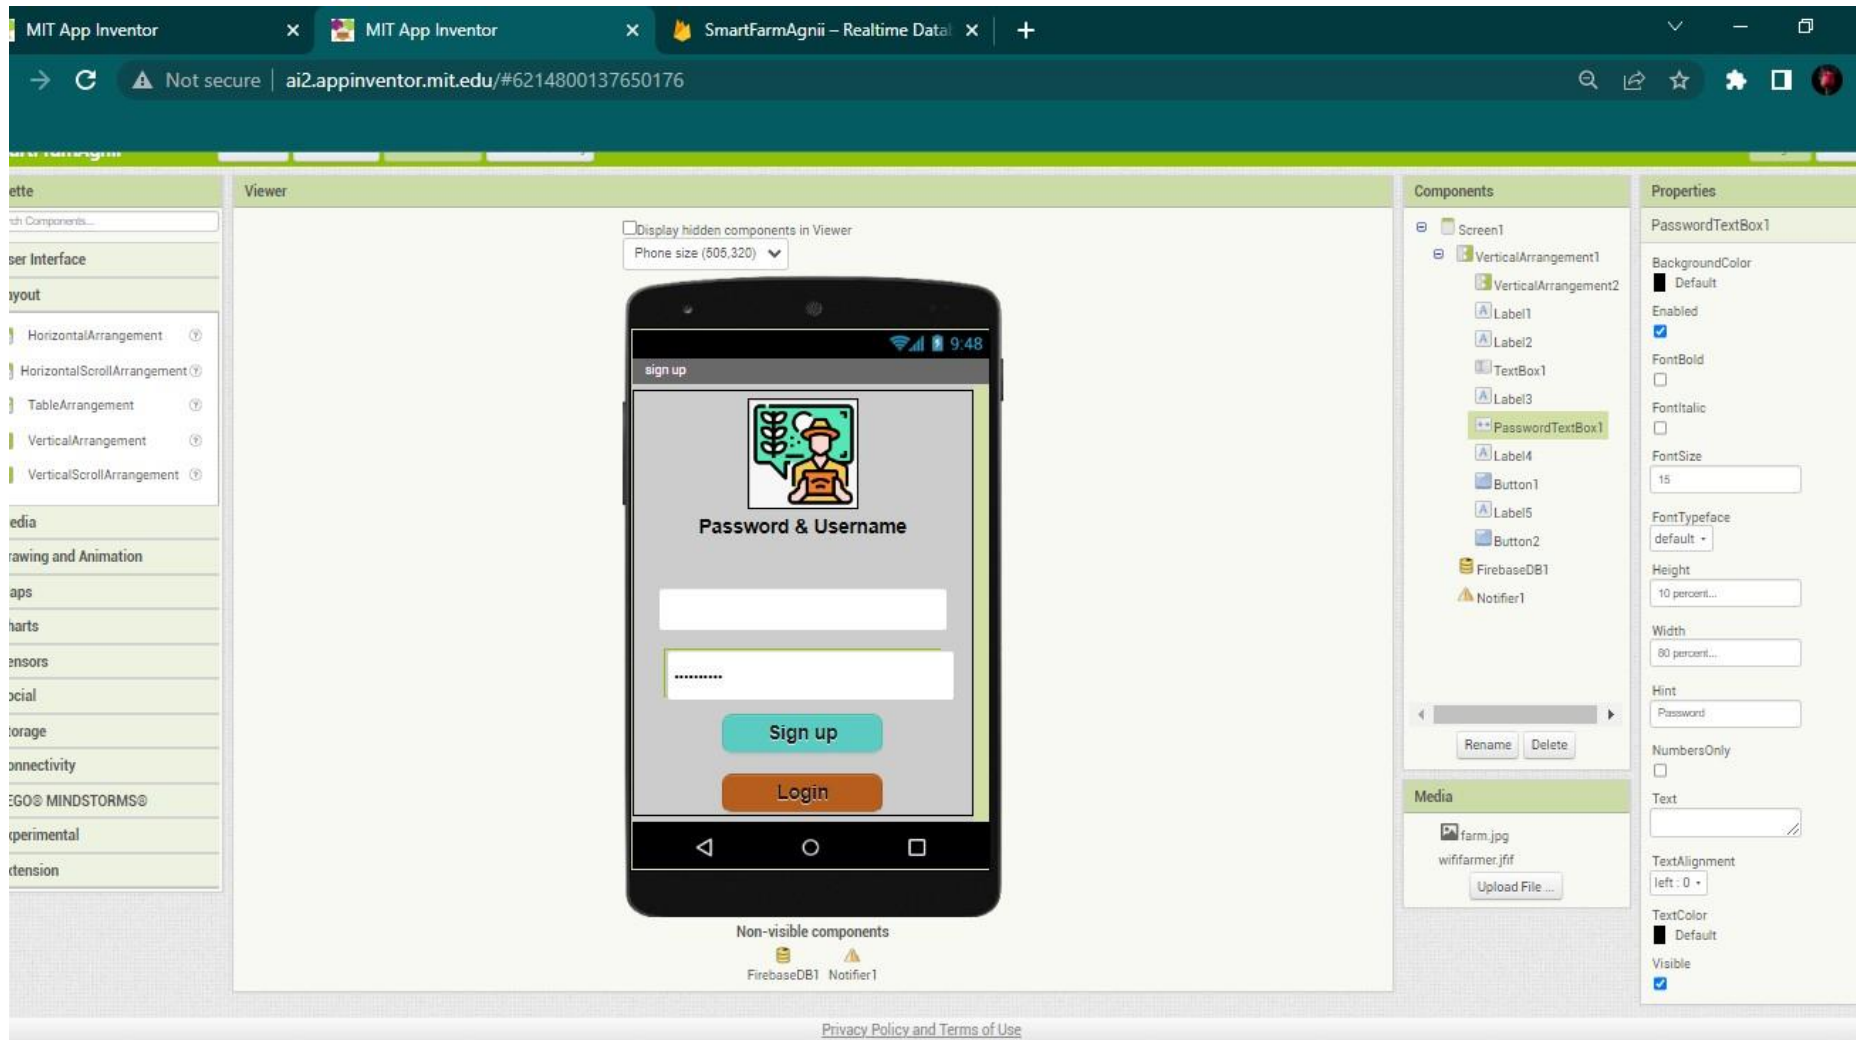 MIT App Inventor
MIT App Inventor
SmartFarmAgnii – Realtime Datal
Not secure | ai2.appinventor.mit.edu/#6214800137650176
ette
Viewer
Components
Properties
rch Components...
ser Interface
ayout
HorizontalArrangement
HorizontalScrollArrangement
TableArrangement
VerticalArrangement
VerticalScrollArrangement
edia
rawing and Animation
aps
harts
ensors
ocial
torage
onnectivity
EGO® MINDSTORMS®
xperimental
xtension
Display hidden components in Viewer
Phone size (505,320)
9:48
sign up
Password & Username
Sign up
Login
Non-visible components
FirebaseDB1 Notifier1
Screen1
VerticalArrangement1
VerticalArrangement2
Label1
Label2
TextBox1
Label3
PasswordTextBox1
Label4
Button1
Label5
Button2
FirebaseDB1
Notifier1
Rename Delete
Media
farm.jpg
wififarmer.jfif
Upload File ...
PasswordTextBox1
BackgroundColor
Default
Enabled
FontBold
FontItalic
FontSize
15
FontTypeface
default
Height
10 percent...
Width
80 percent...
Hint
Password
NumbersOnly
Text
TextAlignment
left : 0
TextColor
Default
Visible
Privacy Policy and Terms of Use